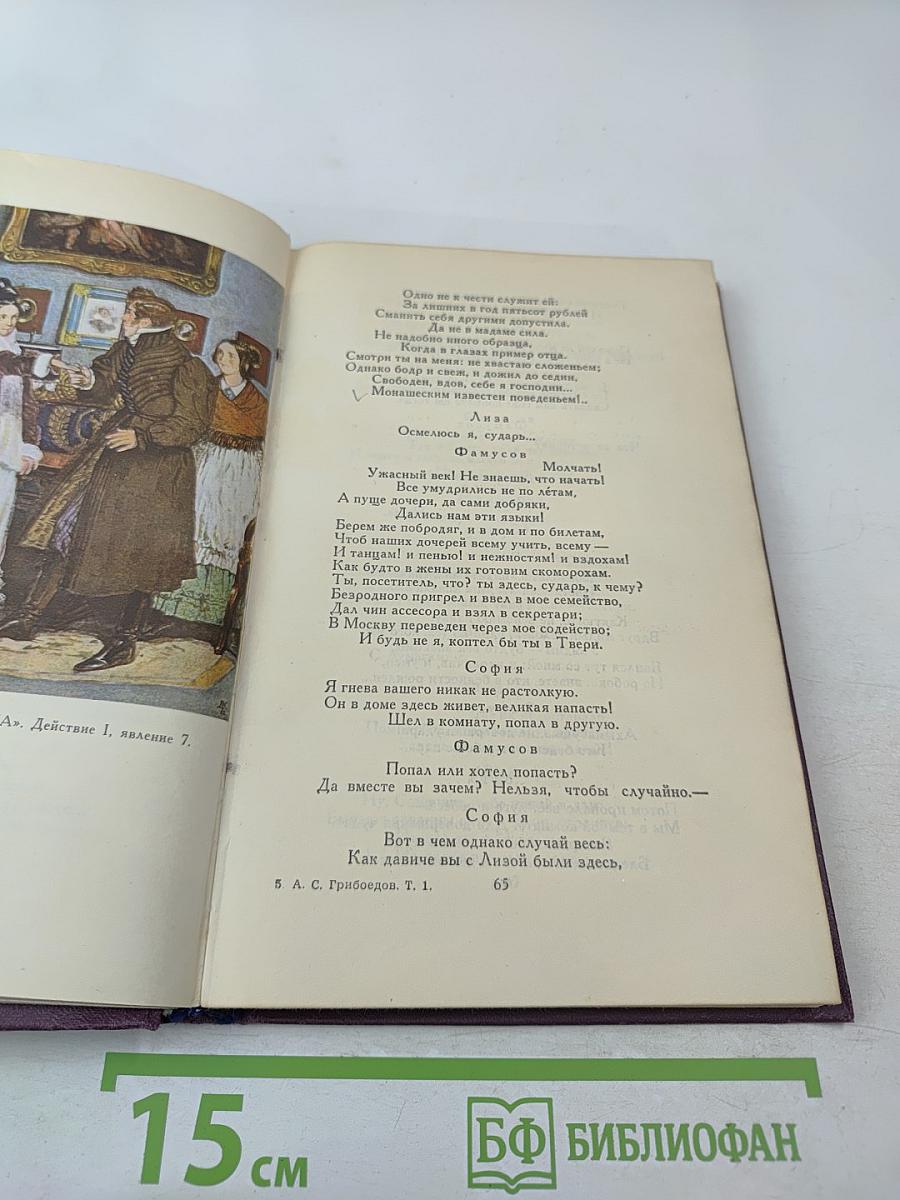 А». Действие I, явление 7.
Одно не к чести служит ей:
За лишних в год пятьсот рублей
Сманить себя другими допустила.
Да не в мадаме сила.
Не надобно иного образца,
Когда в глазах пример отца.
Смотри ты на меня: не хвастаю сложеньем;
Однако бодр и свеж, и дожил до седин,
Свободен, вдов, себе я господин...
Монашеским известен поведеньем!..
Лиза
Осмелюсь я, сударь...
Фамусов
Молчать!
Ужасный век! Не знаешь, что начать!
Все умудрились не по ле́там,
А пуще дочери, да сами добряки,
Дались нам эти языки!
Берем же побродяг, и в дом и по билетам,
Чтоб наших дочерей всему учить, всему —
И танцам! и пенью! и нежностям! и вздохам!
Как будто в жены их готовим скоморохам.
Ты, посетитель, что? ты здесь, сударь, к чему?
Безродного пригрел и ввел в мое семейство,
Дал чин ассесора и взял в секретари;
В Москву переведен через мое содейство;
И будь не я, коптел бы ты в Твери.
София
Я гнева вашего никак не растолкую.
Он в доме здесь живет, великая напасть!
Шел в комнату, попал в другую.
Фамусов
Попал или хотел попасть?
Да вместе вы зачем? Нельзя, чтобы случайно.—
София
Вот в чем однако случай весь:
Как давиче вы с Лизой были здесь,
5 А. С. Грибоедов. Т. 1.
65
15 см
БФ БИБЛИОФАН